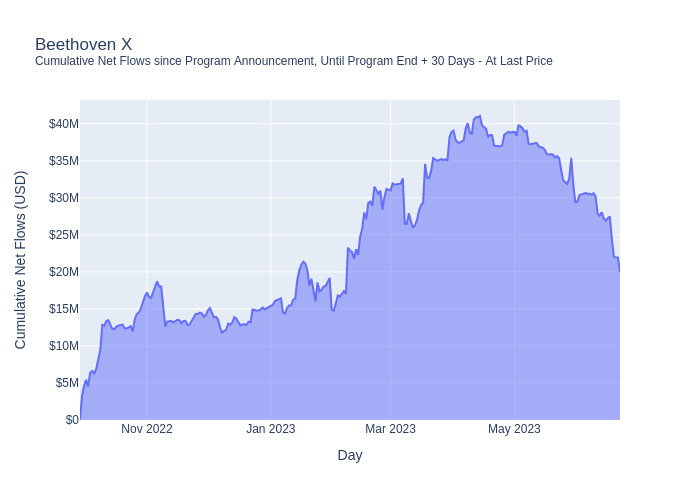 Beethoven X
Cumulative Net Flows since Program Announcement, Until Program End + 30 Days - At Last Price
Cumulative Net Flows (USD)
$40M
$35M
$30M
$25M
$20M
$15M
$10M
$5M
$0
Nov 2022 Jan 2023 Mar 2023 May 2023
Day